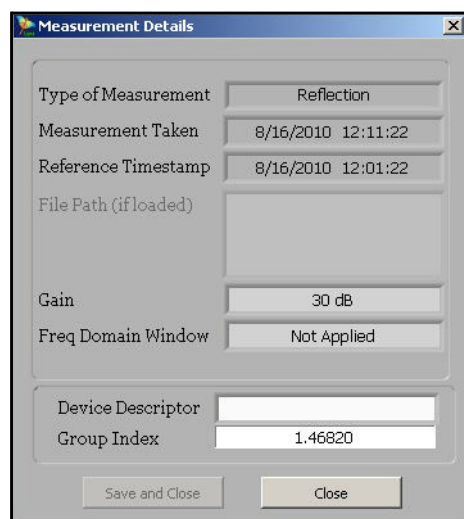 Measurement Details
Type of Measurement Reflection
Measurement Taken 8/16/2010 12:11:22
Reference Timestamp 8/16/2010 12:01:22
File Path (if loaded)
Gain 30 dB
Freq Domain Window Not Applied
Device Descriptor
Group Index 1.46820
Save and Close Close